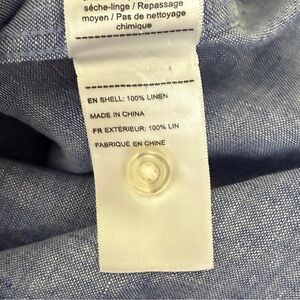 sèche-linge / Repassage
moyen / Pas de nettoyage
chimique
EN SHELL: 100% LINEN
MADE IN CHINA
FR EXTÉRIEUR: 100% LIN
FABRIQUÉ EN CHINE